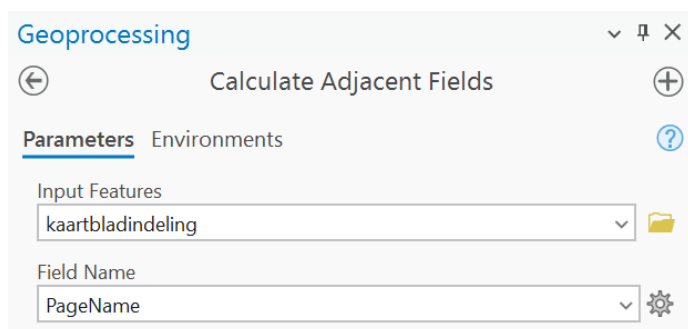 Geoprocessing
Calculate Adjacent Fields
Parameters Environments
Input Features
kaartbladindeling
Field Name
PageName